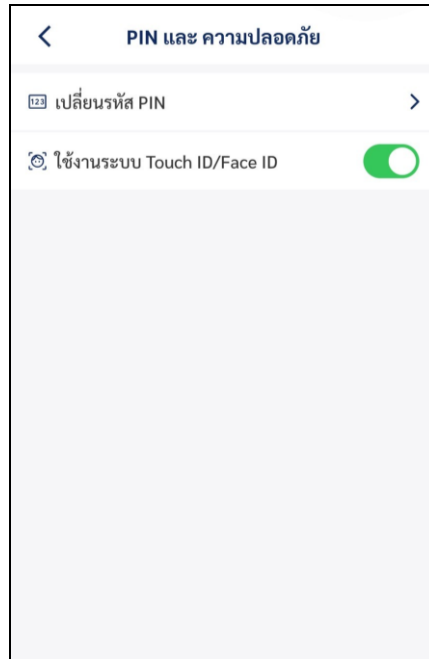 PIN และ ความปลอดภัย
123 เปลี่ยนรหัส PIN
ใช้งานระบบ Touch ID/Face ID